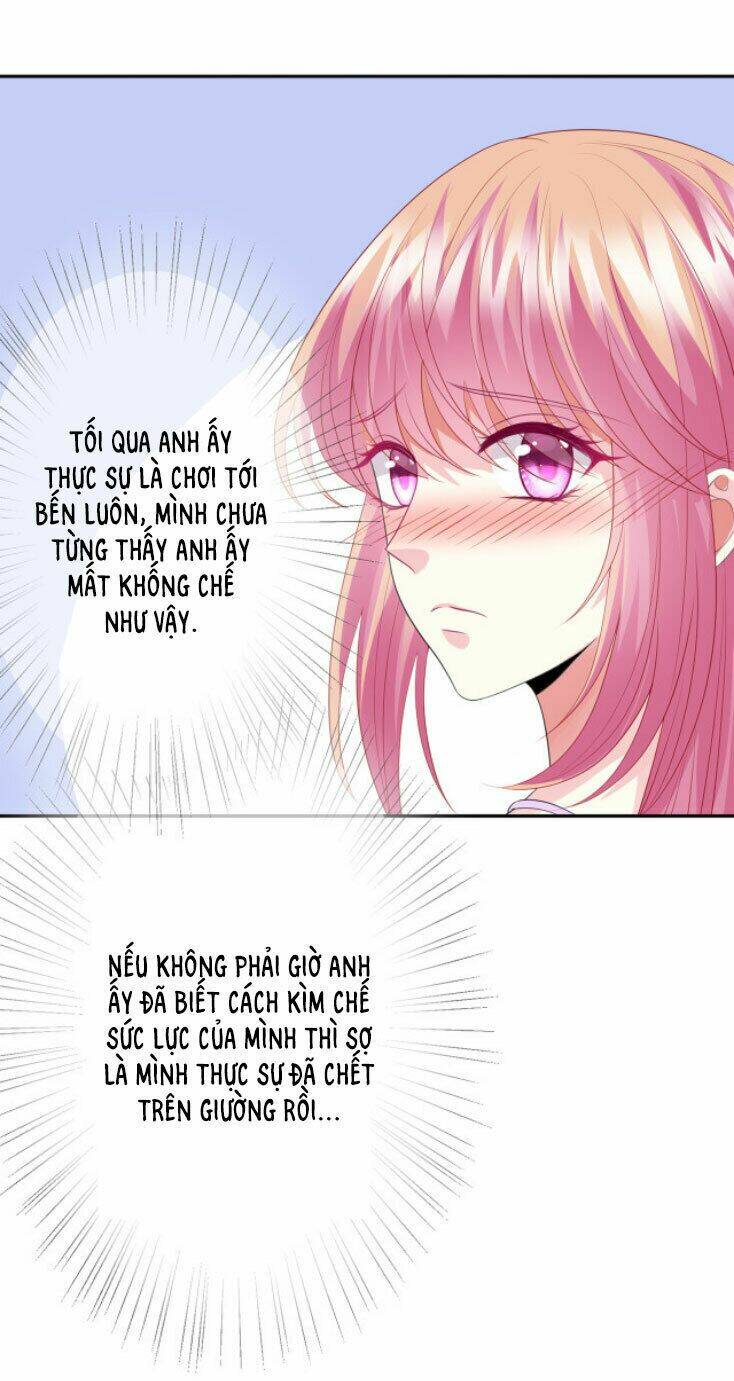 TỐI QUA ANH ẤY
THỰC SỰ LÀ CHƠI TỚI
BẾN LUÔN, MÌNH CHƯA
TỪNG THẤY ANH ẤY
MẤT KHỐNG CHẾ
NHƯ VẬY.
NẾU KHÔNG PHẢI GIỜ ANH
ẤY ĐÃ BIẾT CÁCH KÌM CHẾ
SỨC LỰC CỦA MÌNH THÌ SỢ
LÀ MÌNH THỰC SỰ ĐÃ CHẾT
TRÊN GIƯỜNG RỒI...